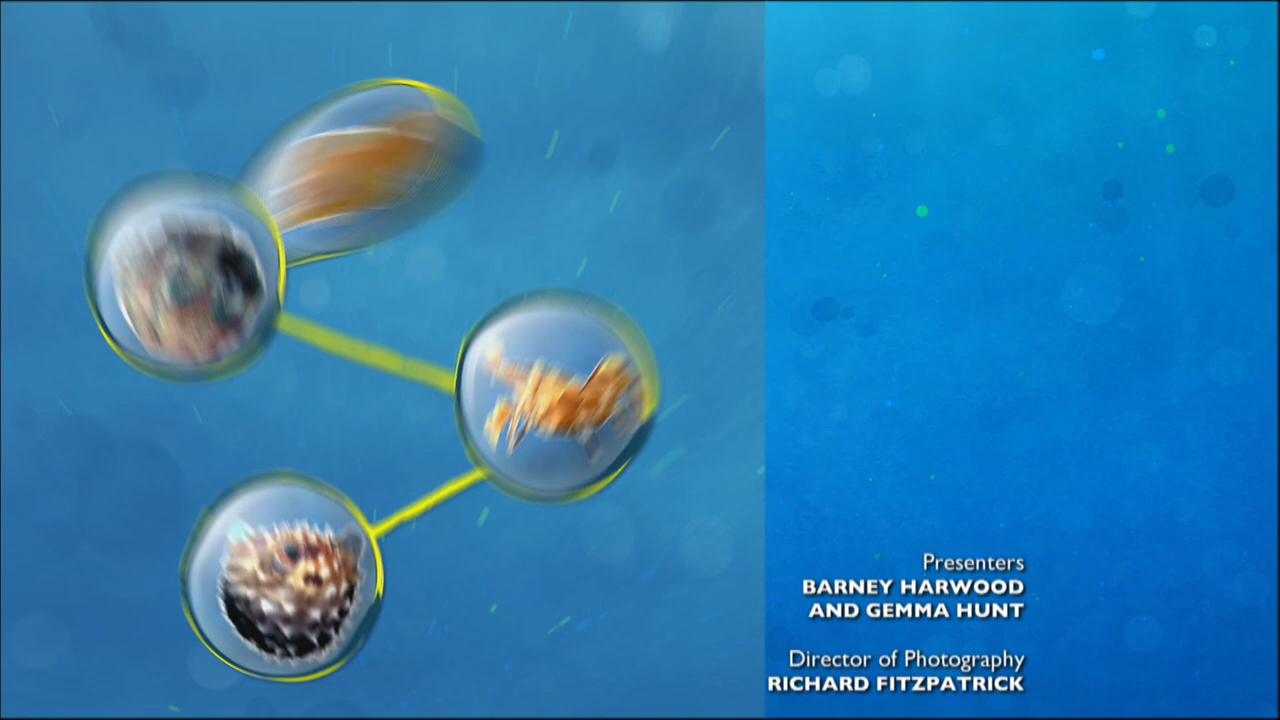 Presenters
BARNEY HARWOOD
AND GEMMA HUNT
Director of Photography
RICHARD FITZPATRICK